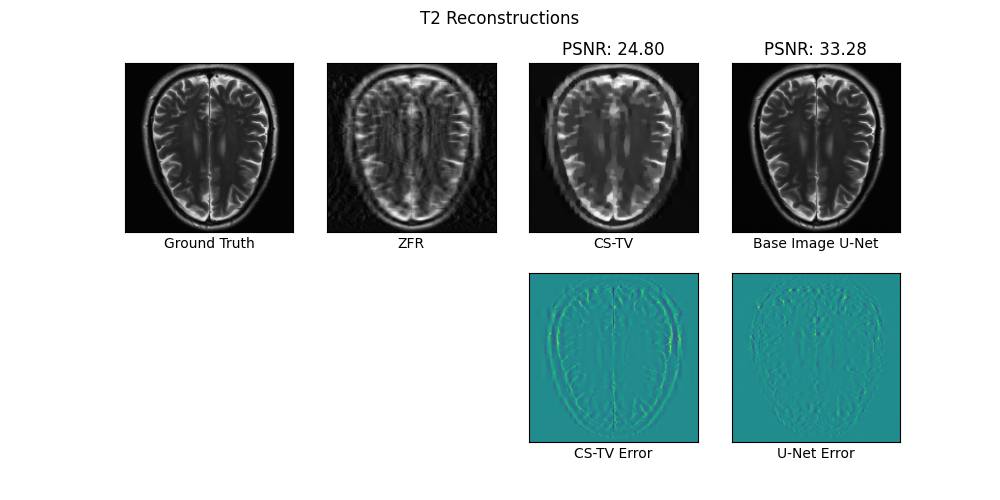 T2 Reconstructions
PSNR: 24.80
PSNR: 33.28
Ground Truth
ZFR
CS-TV
Base Image U-Net
CS-TV Error
U-Net Error